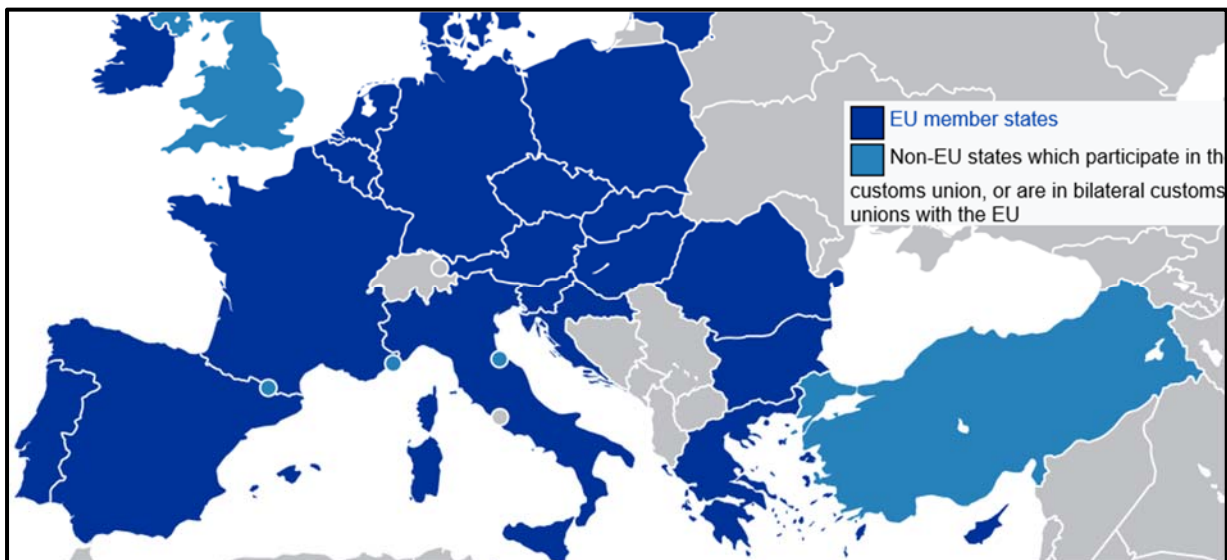 EU member states
Non-EU states which participate in th
customs union, or are in bilateral customs
unions with the EU